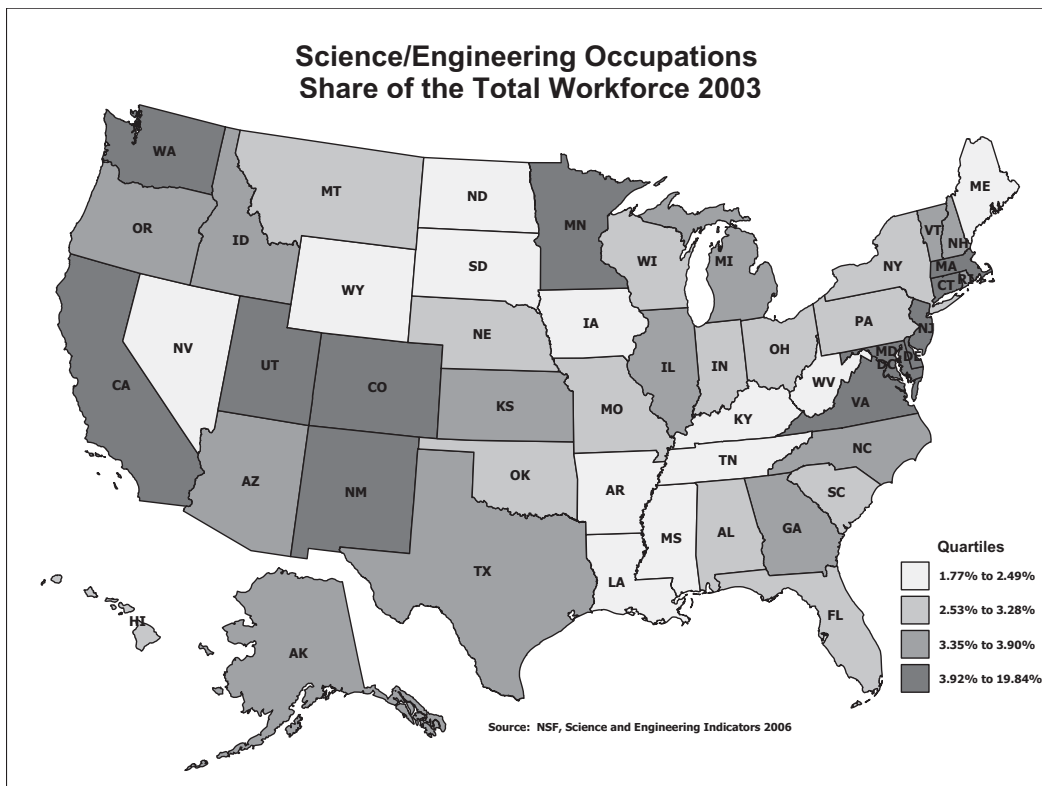 Science/Engineering Occupations
Share of the Total Workforce 2003
WA
MT
ND
MN
ME
OR
ID
SD
WI
MI
VT
NH
NY
MA
CT
RI
WY
NE
IA
PA
NJ
NV
UT
CO
IL
IN
OH
MD
DE
DC
CA
KS
MO
WV
VA
KY
NC
TN
AZ
NM
OK
AR
SC
MS
AL
GA
TX
LA
FL
HI
AK
Quartiles
1.77% to 2.49%
2.53% to 3.28%
3.35% to 3.90%
3.92% to 19.84%
Source: NSF, Science and Engineering Indicators 2006